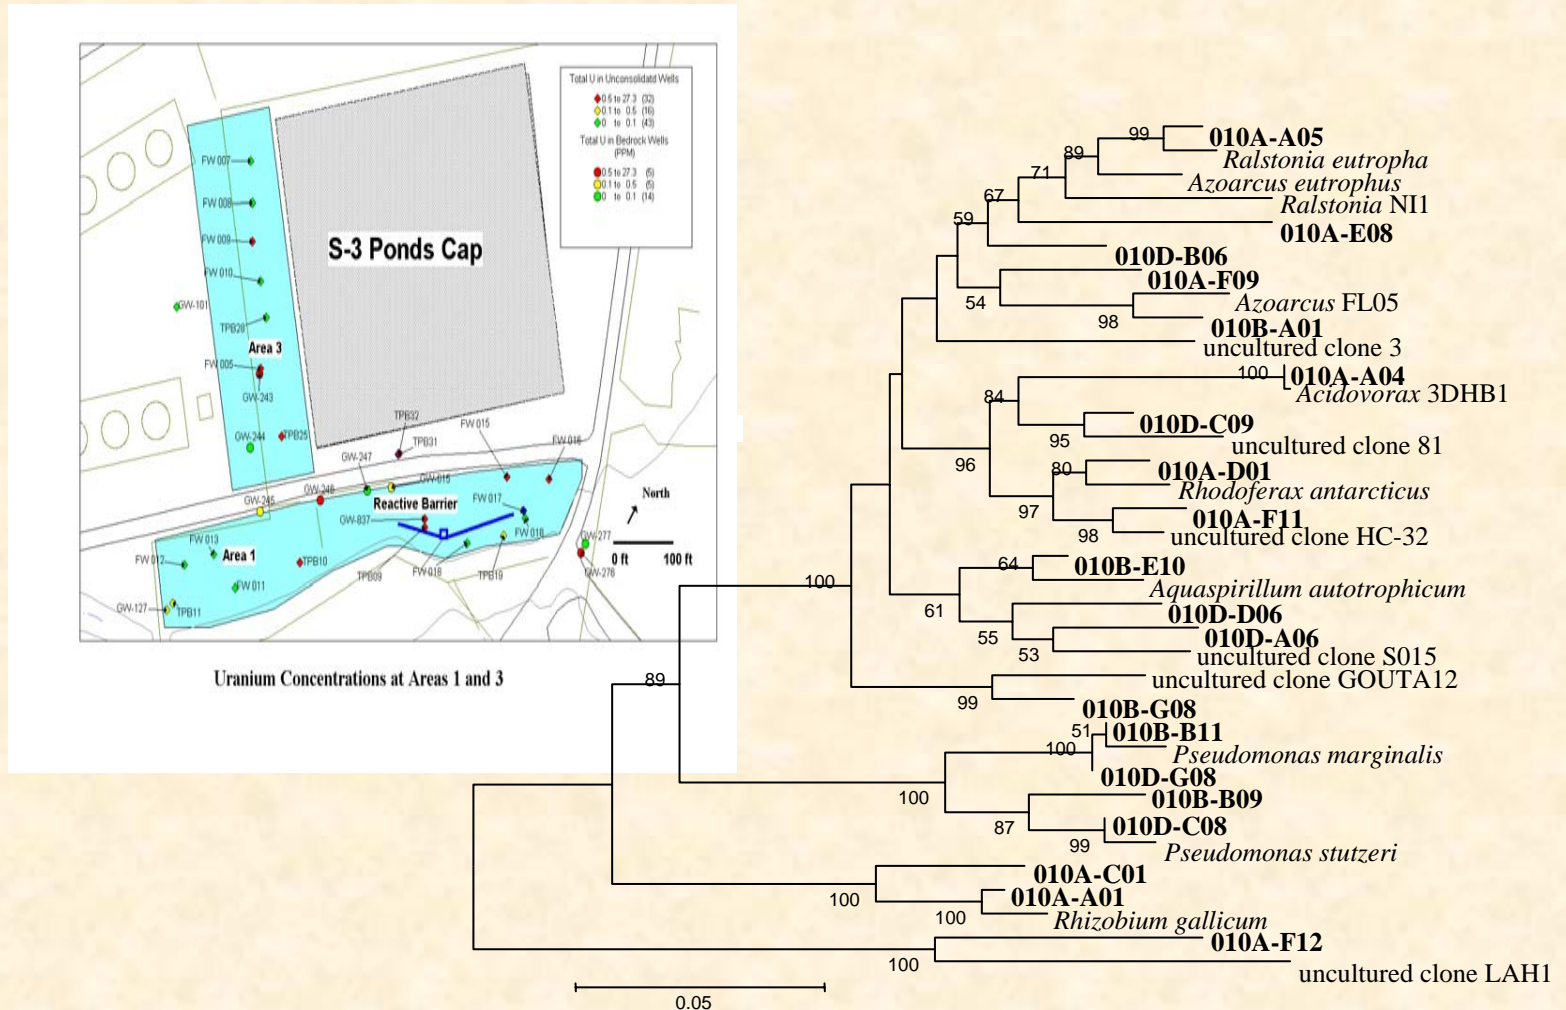 Total U in Unconsolidatd Wells
0.5 to 27.3 (32)
0.1 to 0.5 (16)
0 to 0.1 (43)
Total U in Bedrock Wells
(PPM)
0.5 to 27.3 (5)
0.1 to 0.5 (5)
0 to 0.1 (14)
S-3 Ponds Cap
FW 007
FW 008
FW 009
FW 010
GW-101
TPB28
Area 3
FW 005
GW-243
GW-244
TPB25
TPB32
TPB31
FW 015
FW 016
GW-247
GW-615
GW-246
GW-245
Reactive Barrier
GW-837
FW 017
FW 018
North
0 ft 100 ft
FW 013
FW 012
Area 1
TPB10
FW 011
GW-127
TPB11
TPB09
FW 018
TPB19
GW-277
GW-276
Uranium Concentrations at Areas 1 and 3
99
010A-A05
Ralstonia eutropha
89
Azoarcus eutrophus
71
Ralstonia NI1
67
010A-E08
59
010D-B06
010A-F09
54
Azoarcus FL05
98
010B-A01
uncultured clone 3
100
010A-A04
Acidovorax 3DHB1
84
010D-C09
95
uncultured clone 81
96
80
010A-D01
Rhodoferax antarcticus
97
010A-F11
98
uncultured clone HC-32
64
010B-E10
100
Aquaspirillum autotrophicum
61
010D-D06
55
010D-A06
53
uncultured clone S015
89
uncultured clone GOUTA12
99
010B-G08
51
010B-B11
100
Pseudomonas marginalis
010D-G08
100
010B-B09
87
010D-C08
99
Pseudomonas stutzeri
010A-C01
100
010A-A01
100
Rhizobium gallicum
010A-F12
100
uncultured clone LAH1
0.05